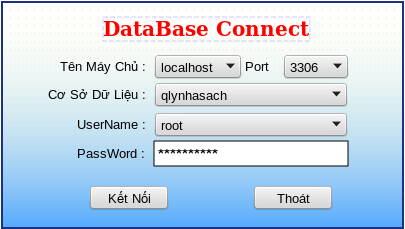 DataBase Connect
Tên Máy Chủ : localhost Port 3306
Cơ Sở Dữ Liệu : qlynhasach
UserName : root
PassWord : **********
Kết Nối Thoát